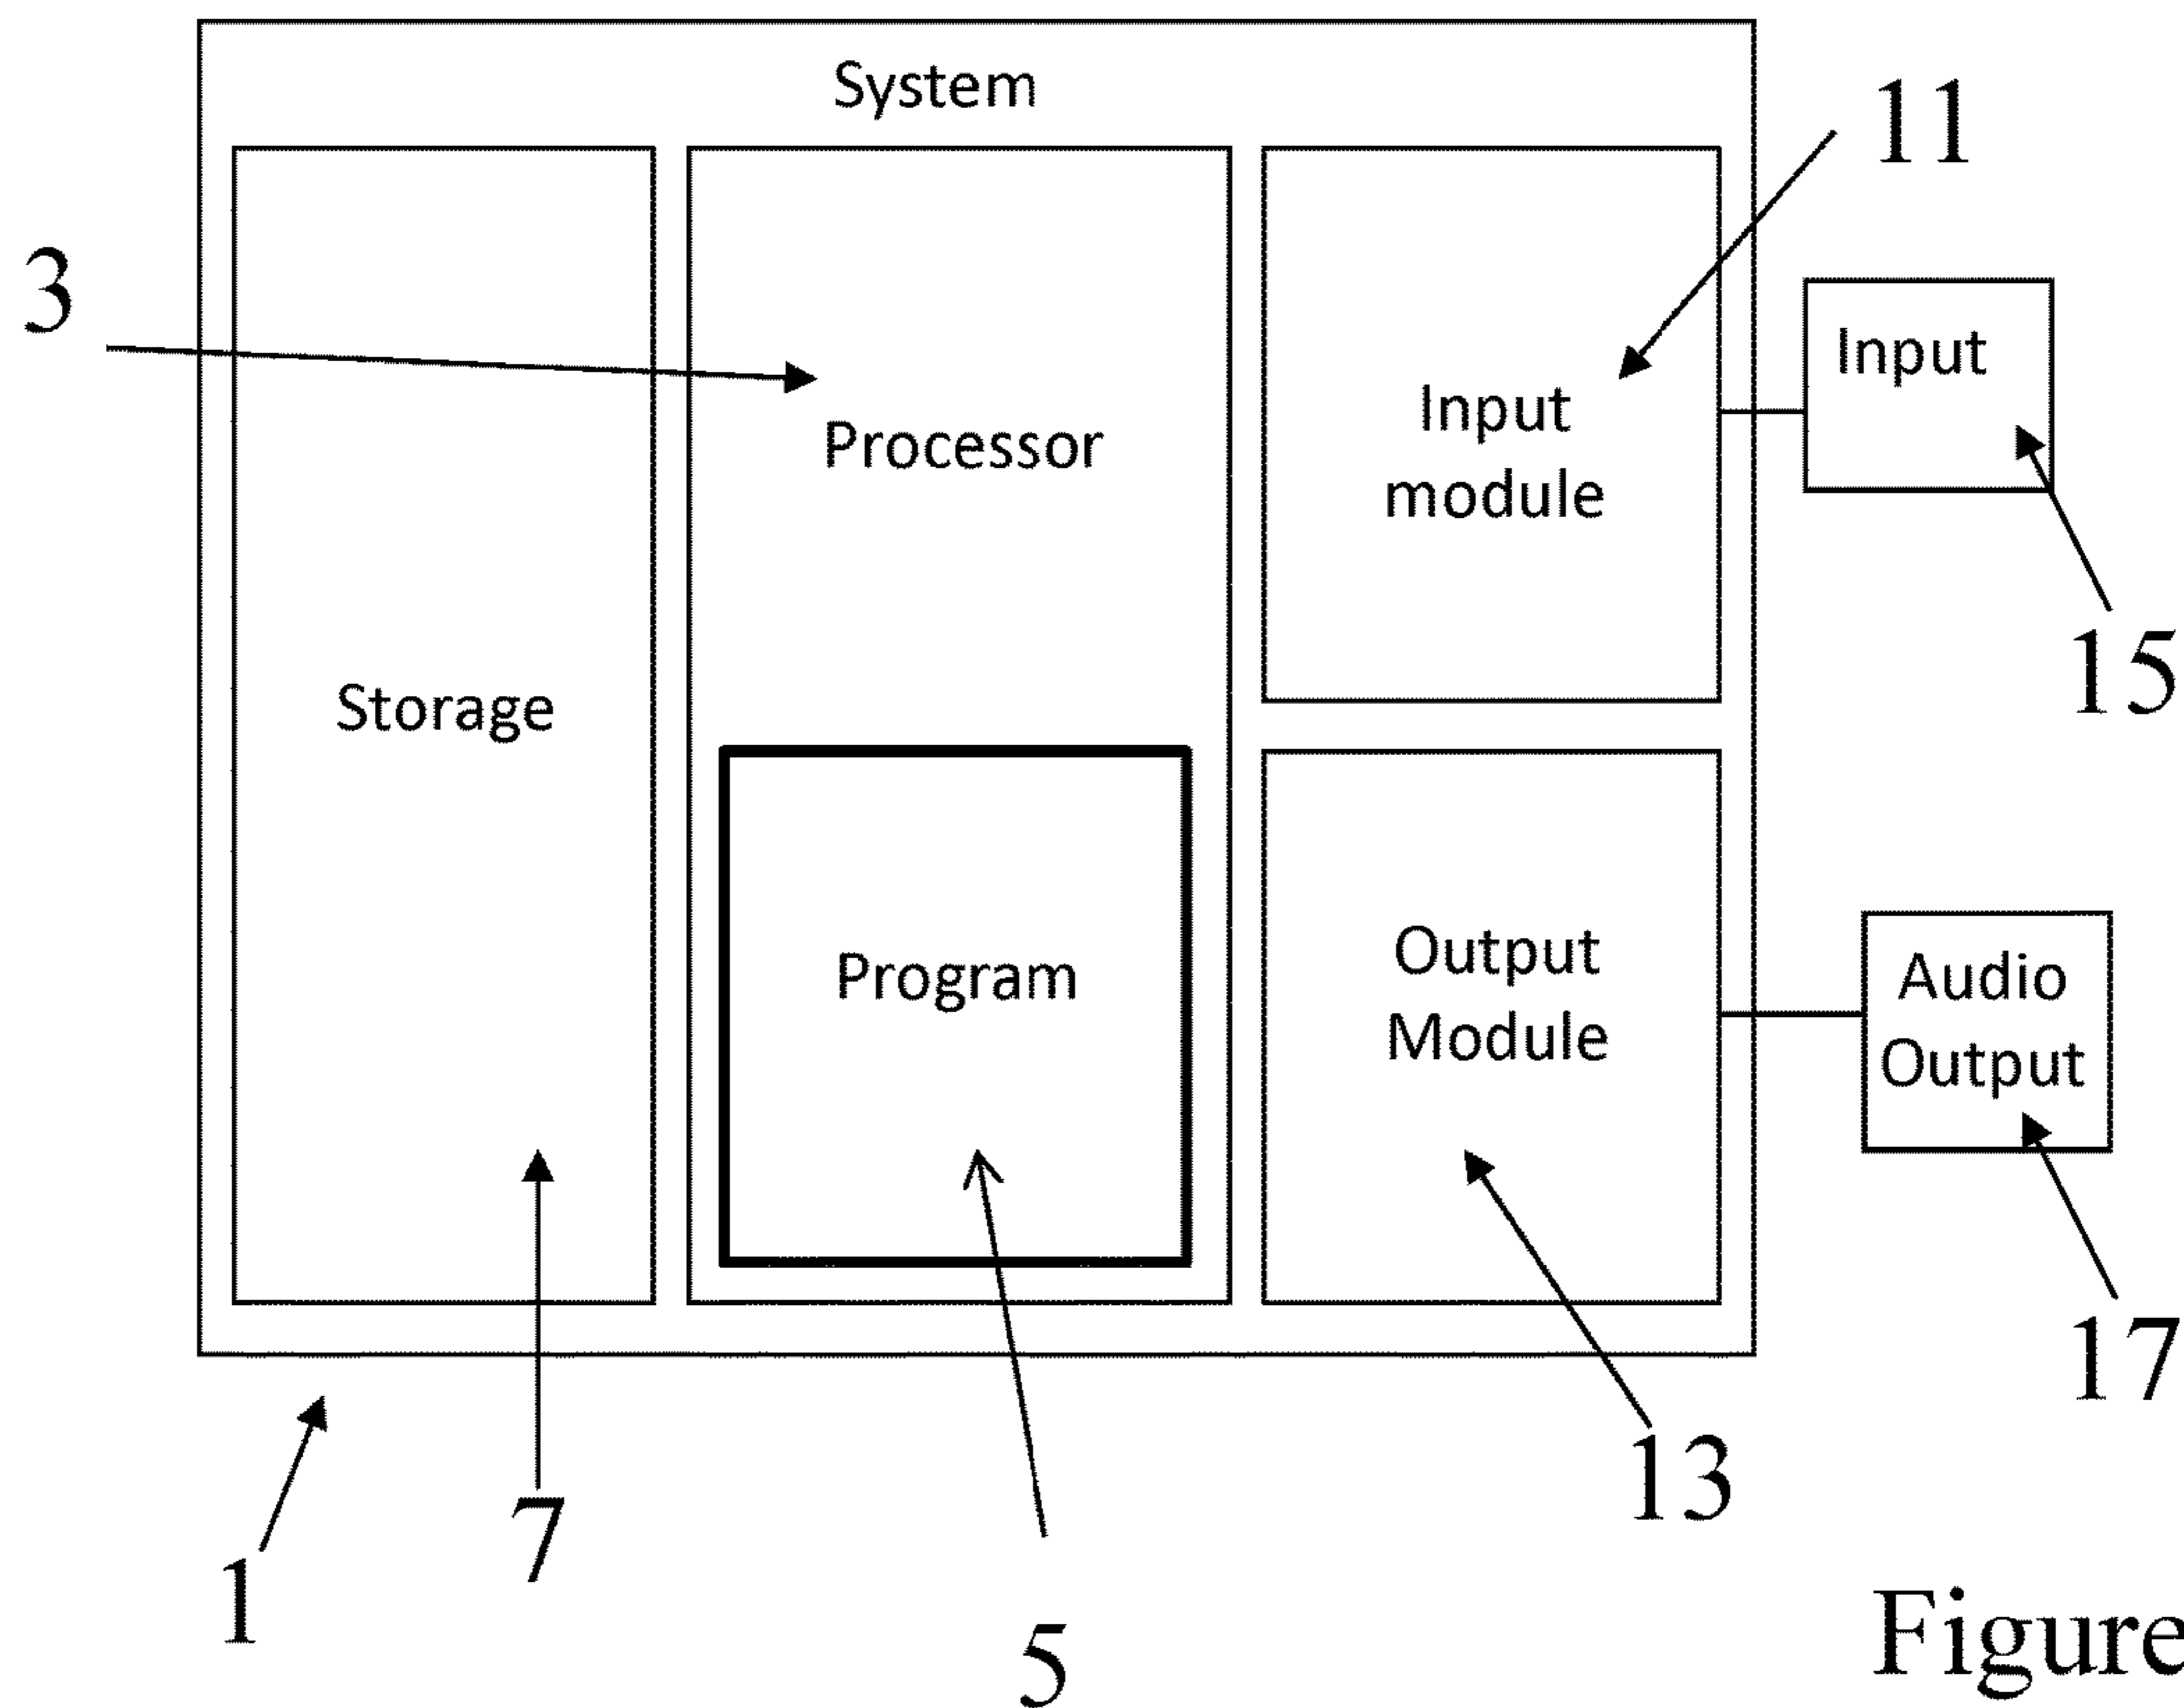 System
11
3
Input
Input
module
Processor
15
Storage
Program
Output
Module
Audio
Output
17
13
7
1
5
Figure